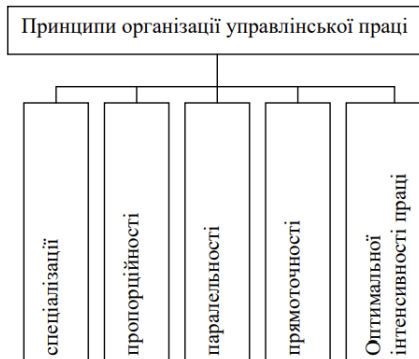 Принципи організації управлінської праці
спеціалізації
пропорційності
паралельності
прямоточності
Оптимальної
інтенсивності праці